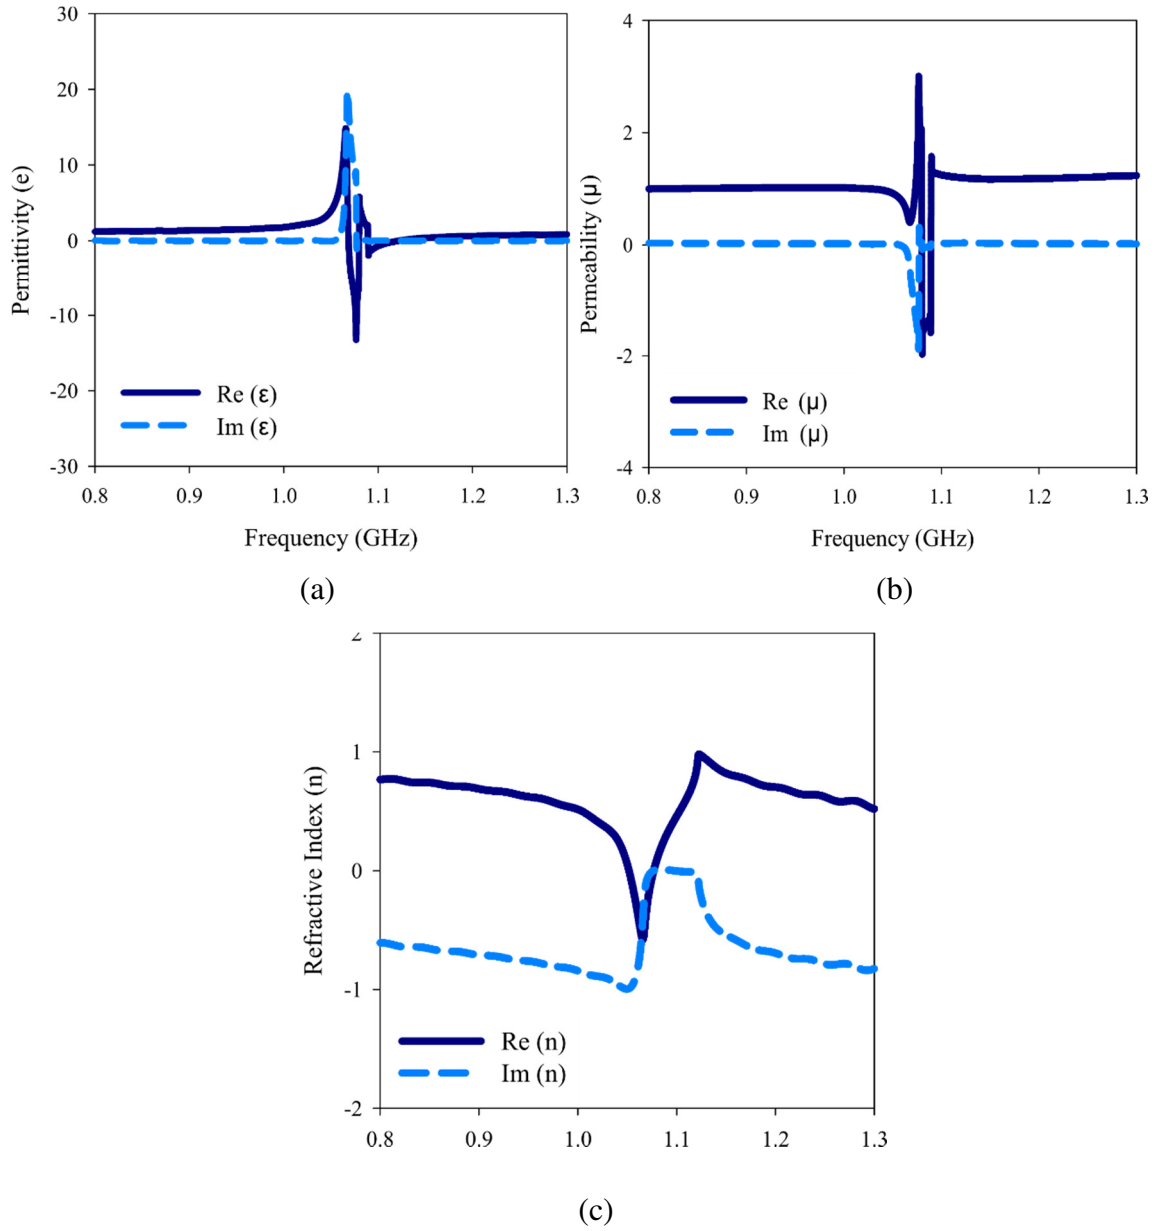 30
20
10
0
-10
-20
-30
Permittivity (e)
Re (ε)
Im (ε)
0.8 0.9 1.0 1.1 1.2 1.3
Frequency (GHz)
(a)
4
2
0
-2
-4
Permeability (μ)
Re (μ)
Im (μ)
0.8 0.9 1.0 1.1 1.2 1.3
Frequency (GHz)
(b)
2
1
0
-1
-2
Refractive Index (n)
Re (n)
Im (n)
0.8 0.9 1.0 1.1 1.2 1.3
(c)